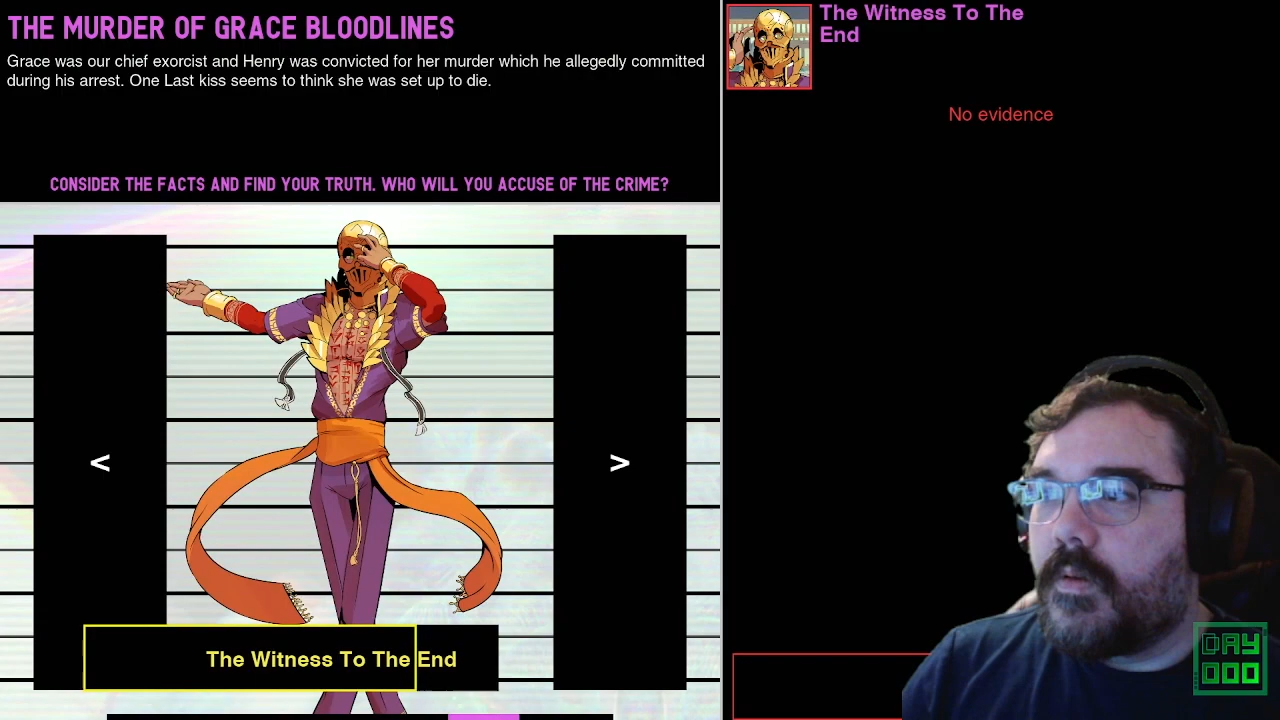 THE MURDER OF GRACE BLOODLINES
Grace was our chief exorcist and Henry was convicted for her murder which he allegedly committed
during his arrest. One Last kiss seems to think she was set up to die.
CONSIDER THE FACTS AND FIND YOUR TRUTH. WHO WILL YOU ACCUSE OF THE CRIME?
<
>
The Witness To The End
The Witness To The
End
No evidence
DAY
000